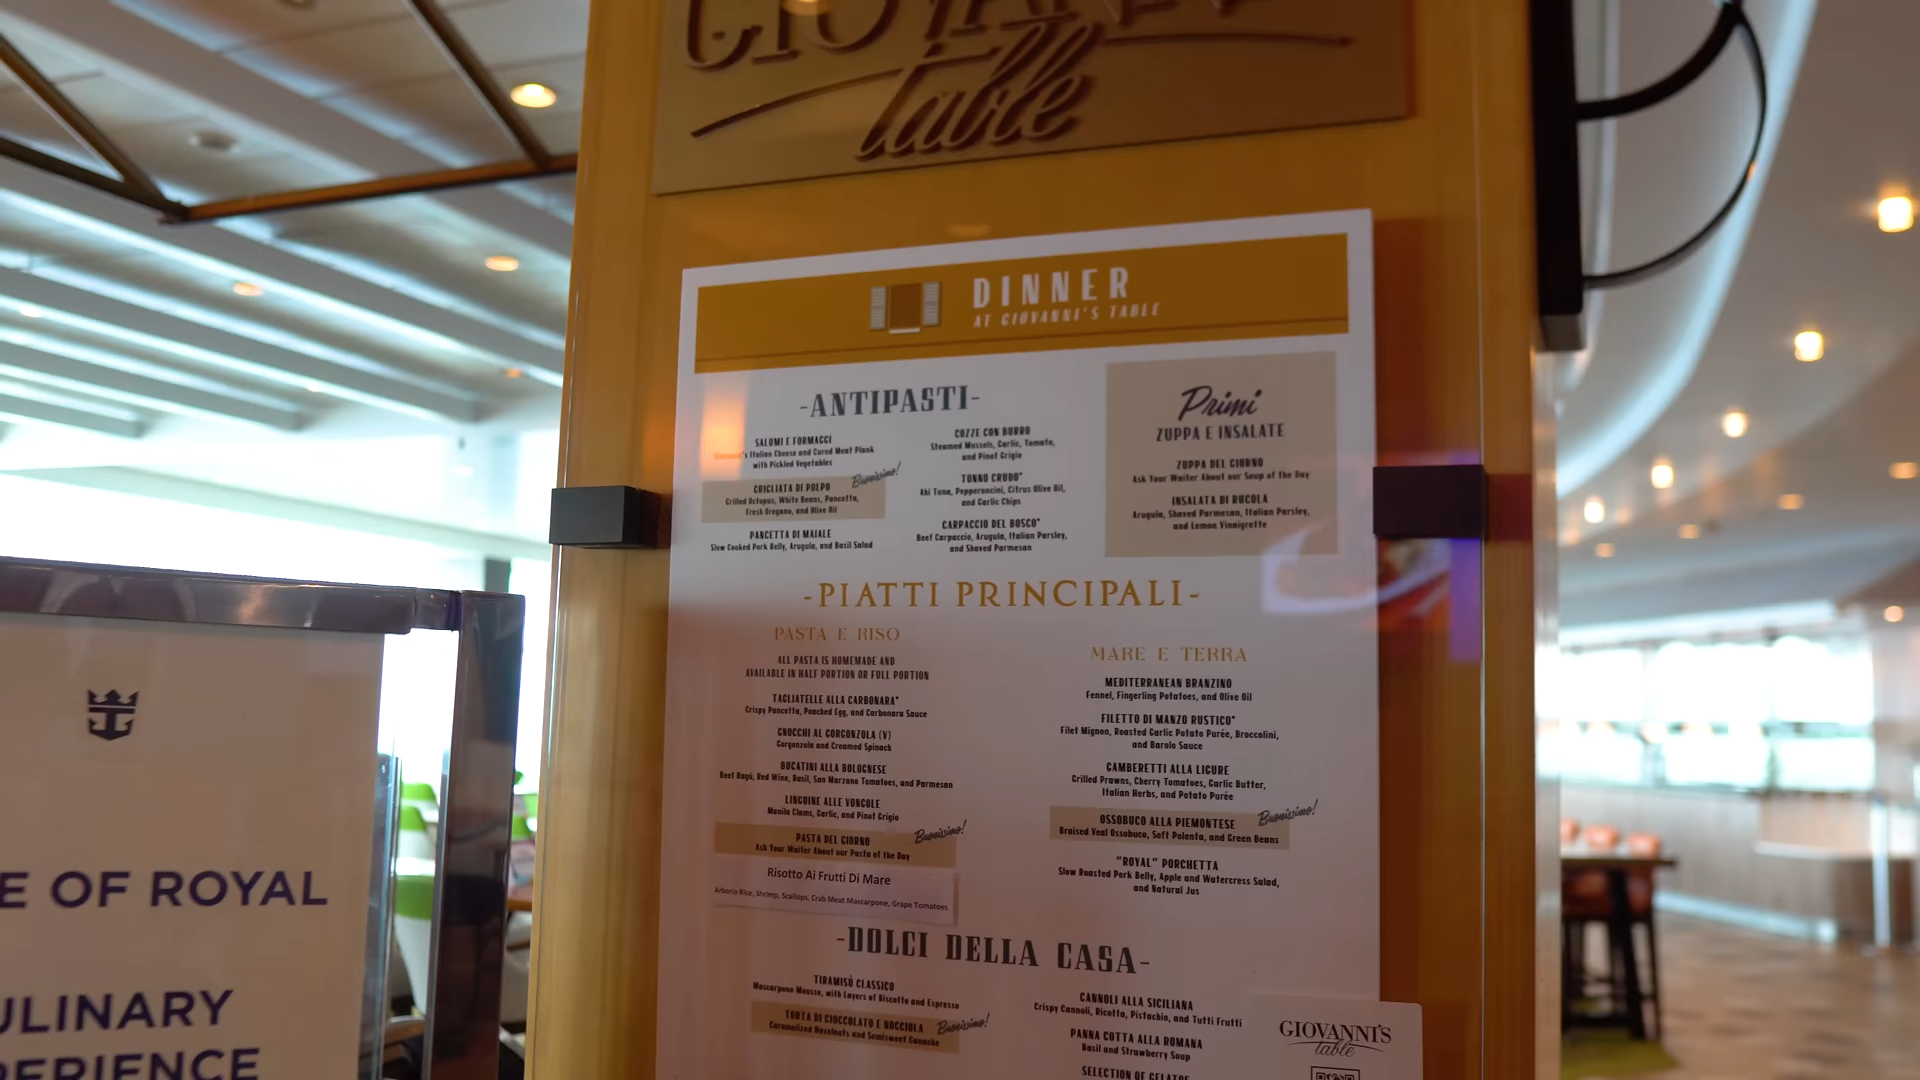 table
DINNER
AT GIOVANNI'S TABLE
-ANTIPASTI-
SALUMI E FORMAGGI
Italian Cheese and Cured Meat Plank
with Pickled Vegetables
Buonissimo!
GRIGLIATA DI POLPO
Grilled Octopus, White Beans, Pancetta,
Fresh Oregano, and Olive Oil
PANCETTA DI MAIALE
Slow Cooked Pork Belly, Arugula, and Basil Salad
COZZE CON BURRO
Steamed Mussels, Garlic, Tomato,
and Pinot Grigio
TONNO CRUDO*
Ahi Tuna, Pepperoncini, Citrus Olive Oil,
and Garlic Chips
CARPACCIO DEL BOSCO*
Beef Carpaccio, Arugula, Italian Parsley,
and Shaved Parmesan
Primi
ZUPPA E INSALATE
ZUPPA DEL GIORNO
Ask Your Waiter About our Soup of the Day
INSALATA DI RUCOLA
Arugula, Shaved Parmesan, Italian Parsley,
and Lemon Vinaigrette
-PIATTI PRINCIPALI-
PASTA E RISO
ALL PASTA IS HOMEMADE AND
AVAILABLE IN HALF PORTION OR FULL PORTION
TAGLIATELLE ALLA CARBONARA*
Crispy Pancetta, Poached Egg, and Carbonara Sauce
GNOCCHI AL GORGONZOLA (V)
Gorgonzola and Creamed Spinach
BUCATINI ALLA BOLOGNESE
Beef Ragù, Red Wine, Basil, San Marzano Tomatoes, and Parmesan
LINGUINE ALLE VONGOLE
Manila Clams, Garlic, and Pinot Grigio
Buonissimo!
PASTA DEL GIORNO
Ask Your Waiter About our Pasta of the Day
Risotto Ai Frutti Di Mare
Arborio Rice, Shrimp, Scallops, Crab Meat Mascarpone, Grape Tomatoes
MARE E TERRA
MEDITERRANEAN BRANZINO
Fennel, Fingerling Potatoes, and Olive Oil
FILETTO DI MANZO RUSTICO*
Filet Mignon, Roasted Garlic Potato Purée, Broccolini,
and Barolo Sauce
GAMBERETTI ALLA LIGURE
Grilled Prawns, Cherry Tomatoes, Garlic Butter,
Italian Herbs, and Potato Purée
Buonissimo!
OSSOBUCO ALLA PIEMONTESE
Braised Veal Ossobuco, Soft Polenta, and Green Beans
"ROYAL" PORCHETTA
Slow Roasted Pork Belly, Apple and Watercress Salad,
and Natural Jus
-DOLCI DELLA CASA-
TIRAMISÙ CLASSICO
Mascarpone Mousse, with Layers of Biscotto and Espresso
Buonissimo!
TORTA DI CIOCCOLATO E NOCCIOLA
Caramelized Hazelnuts and Semisweet Ganache
CANNOLI ALLA SICILIANA
Crispy Cannoli, Ricotta, Pistachio, and Tutti Frutti
PANNA COTTA ALLA ROMANA
Basil and Strawberry Soup
SELECTION OF GELATOS
GIOVANNI'S
table
E OF ROYAL
ULINARY
PERIENCE